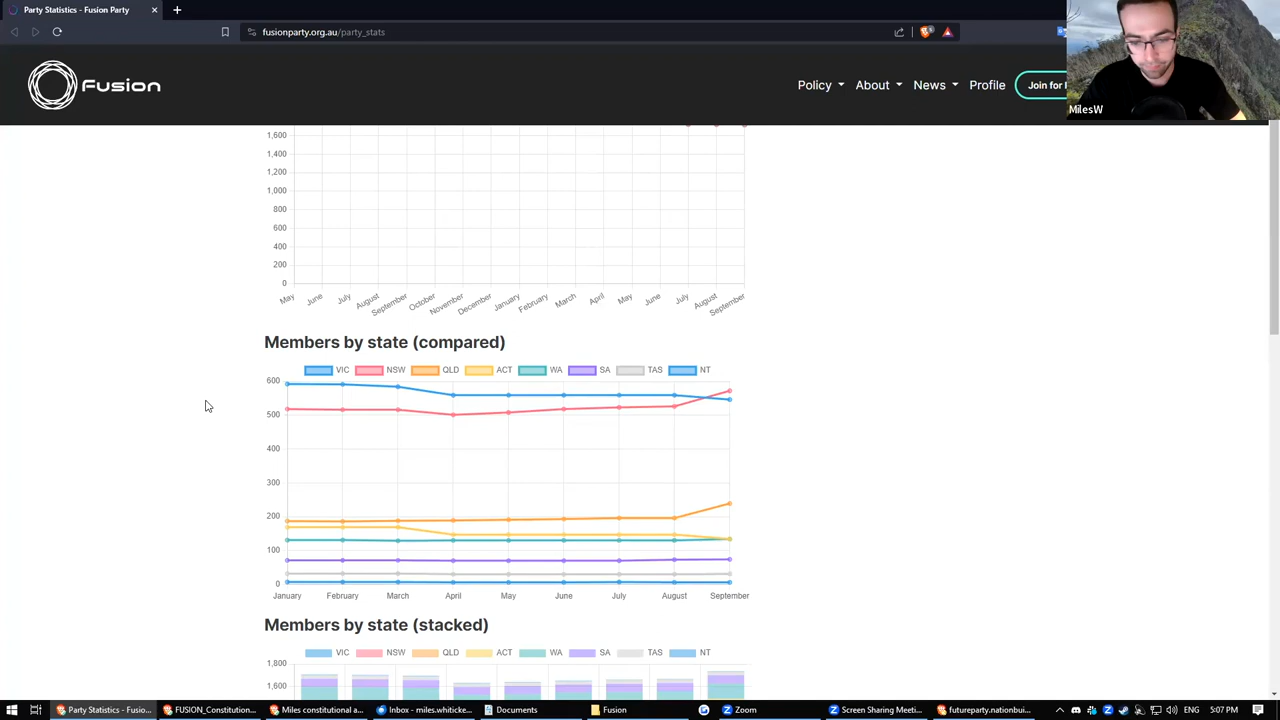 Party Statistics - Fusion Party
fusionparty.org.au/party_stats
Fusion
Policy
About
News
Profile
Join for
MilesW
1,600
1,400
1,200
1,000
800
600
400
200
0
May June July August September October November December January February March April May June July August September
Members by state (compared)
VIC NSW QLD ACT WA SA TAS NT
600
500
400
300
200
100
0
January February March April May June July August September
Members by state (stacked)
VIC NSW QLD ACT WA SA TAS NT
1,800
1,600
Party Statistics - Fusio...
FUSION_Constitution...
Miles constitutional a...
Inbox - miles.whiticke...
Documents
Fusion
Zoom
Screen Sharing Meeti...
futureparty.nationbui...
ENG
5:07 PM